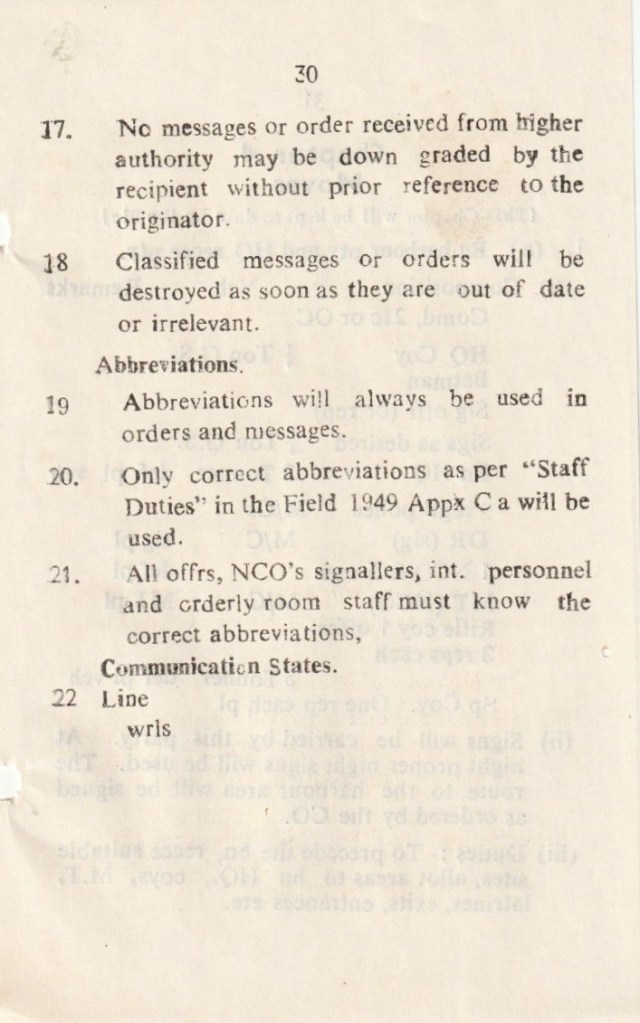 30
17. No messages or order received from higher
authority may be down graded by the
recipient without prior reference to the
originator.
18 Classified messages or orders will be
destroyed as soon as they are out of date
or irrelevant.
Abbreviations.
19 Abbreviations will always be used in
orders and messages.
20. Only correct abbreviations as per "Staff
Duties" in the Field 1949 Appx C a will be
used.
21. All offrs, NCO's signallers, int. personnel
and orderly room staff must know the
correct abbreviations,
Communication States.
22 Line
wrls